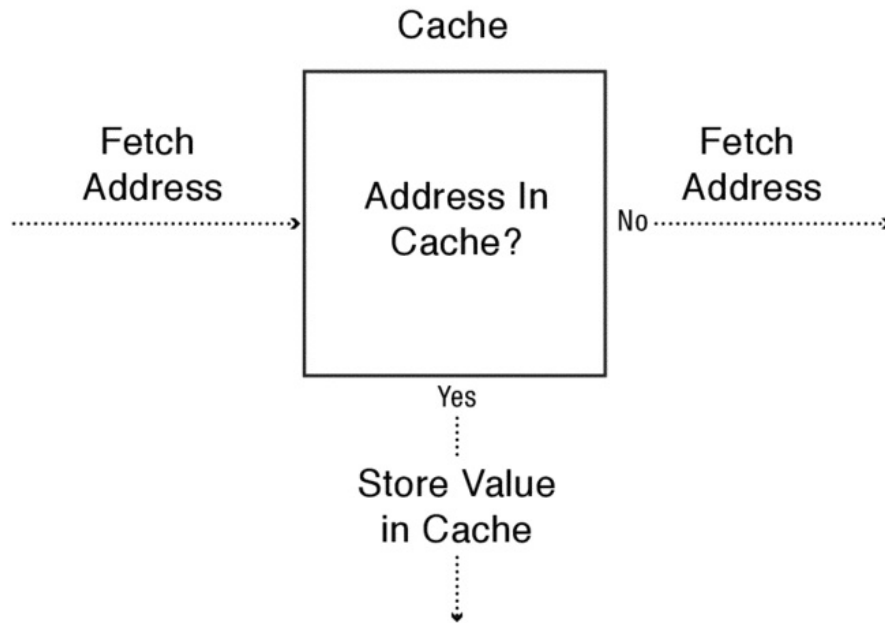 Cache
Fetch
Address
Address In
Cache?
No
Fetch
Address
Yes
Store Value
in Cache